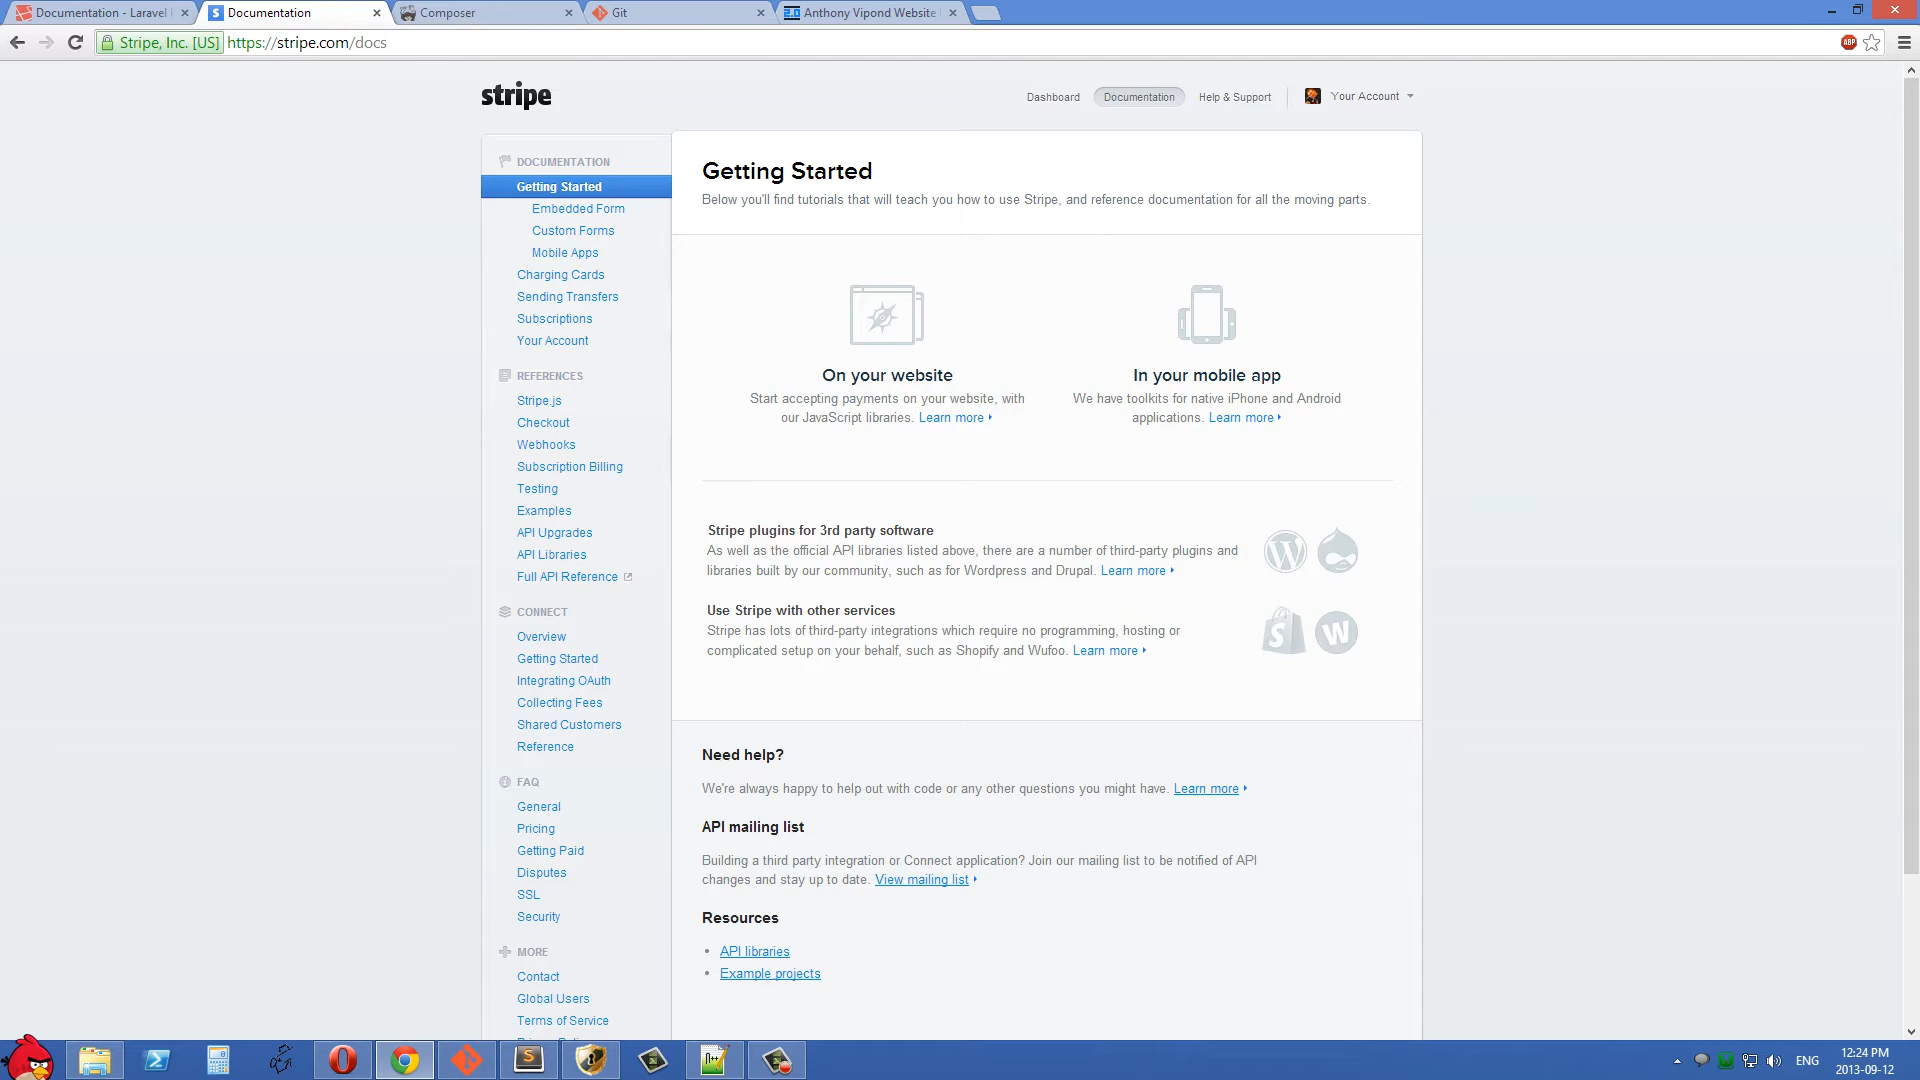 Documentation - Laravel
Documentation
Composer
Git
Anthony Vipond Website
Stripe, Inc. [US]
https://stripe.com/docs
ABP
stripe
Dashboard
Documentation
Help & Support
Your Account
DOCUMENTATION
Getting Started
Embedded Form
Custom Forms
Mobile Apps
Charging Cards
Sending Transfers
Subscriptions
Your Account
REFERENCES
Stripe.js
Checkout
Webhooks
Subscription Billing
Testing
Examples
API Upgrades
API Libraries
Full API Reference
CONNECT
Overview
Getting Started
Integrating OAuth
Collecting Fees
Shared Customers
Reference
FAQ
General
Pricing
Getting Paid
Disputes
SSL
Security
MORE
Contact
Global Users
Terms of Service
Getting Started
Below you'll find tutorials that will teach you how to use Stripe, and reference documentation for all the moving parts.
On your website
Start accepting payments on your website, with
our JavaScript libraries. Learn more
In your mobile app
We have toolkits for native iPhone and Android
applications. Learn more
Stripe plugins for 3rd party software
As well as the official API libraries listed above, there are a number of third-party plugins and
libraries built by our community, such as for Wordpress and Drupal. Learn more
Use Stripe with other services
Stripe has lots of third-party integrations which require no programming, hosting or
complicated setup on your behalf, such as Shopify and Wufoo. Learn more
Need help?
We're always happy to help out with code or any other questions you might have. Learn more
API mailing list
Building a third party integration or Connect application? Join our mailing list to be notified of API
changes and stay up to date. View mailing list
Resources
API libraries
Example projects
ENG
12:24 PM
2013-09-12